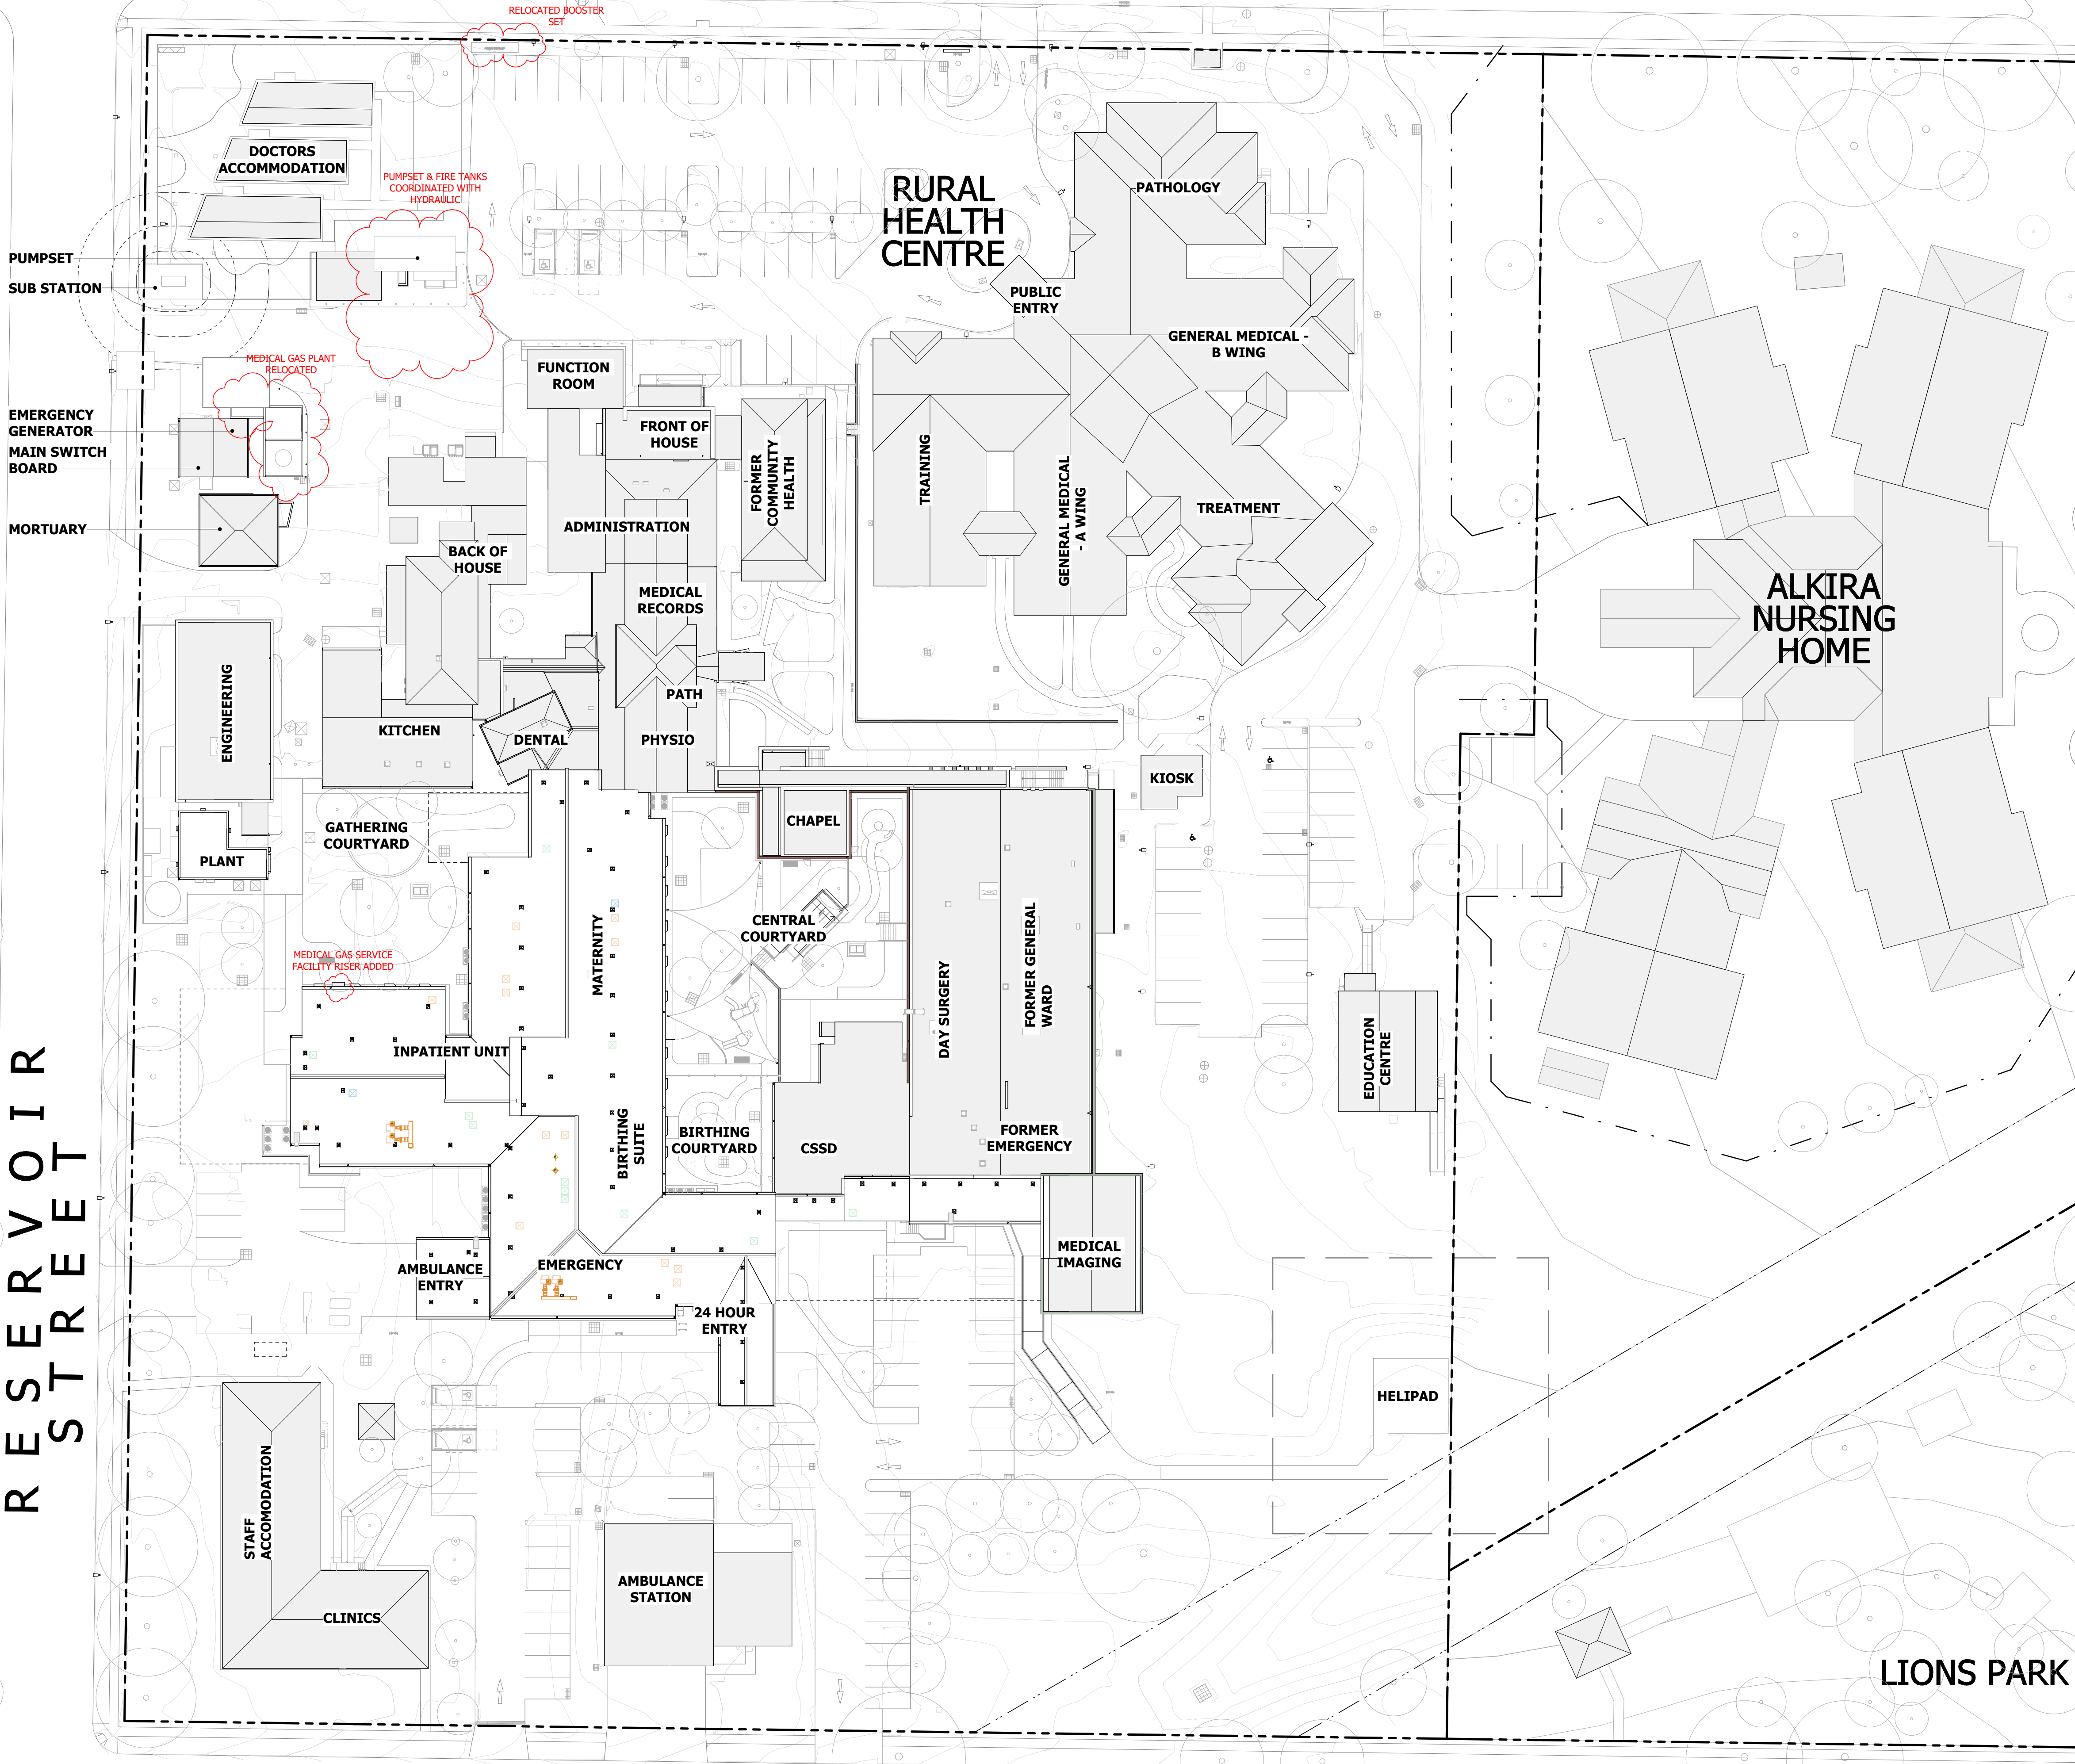 RELOCATED BOOSTER
SET
DOCTORS
ACCOMMODATION
PUMPSET & FIRE TANKS
COORDINATED WITH
HYDRAULIC
RURAL
HEALTH
CENTRE
PATHOLOGY
PUMPSET
SUB STATION
PUBLIC
ENTRY
GENERAL MEDICAL -
B WING
MEDICAL GAS PLANT
RELOCATED
FUNCTION
ROOM
EMERGENCY
GENERATOR
MAIN SWITCH
BOARD
FRONT OF
HOUSE
FORMER
COMMUNITY
HEALTH
TRAINING
GENERAL MEDICAL
- A WING
TREATMENT
MORTUARY
ADMINISTRATION
BACK OF
HOUSE
MEDICAL
RECORDS
ALKIRA
NURSING
HOME
ENGINEERING
PATH
KITCHEN
DENTAL
PHYSIO
KIOSK
GATHERING
COURTYARD
CHAPEL
PLANT
MATERNITY
CENTRAL
COURTYARD
DAY SURGERY
FORMER GENERAL
WARD
MEDICAL GAS SERVICE
FACILITY RISER ADDED
INPATIENT UNIT
EDUCATION
CENTRE
RESERVOIR
STREET
BIRTHING
SUITE
BIRTHING
COURTYARD
CSSD
FORMER
EMERGENCY
AMBULANCE
ENTRY
EMERGENCY
MEDICAL
IMAGING
24 HOUR
ENTRY
HELIPAD
STAFF
ACCOMODATION
CLINICS
AMBULANCE
STATION
LIONS PARK